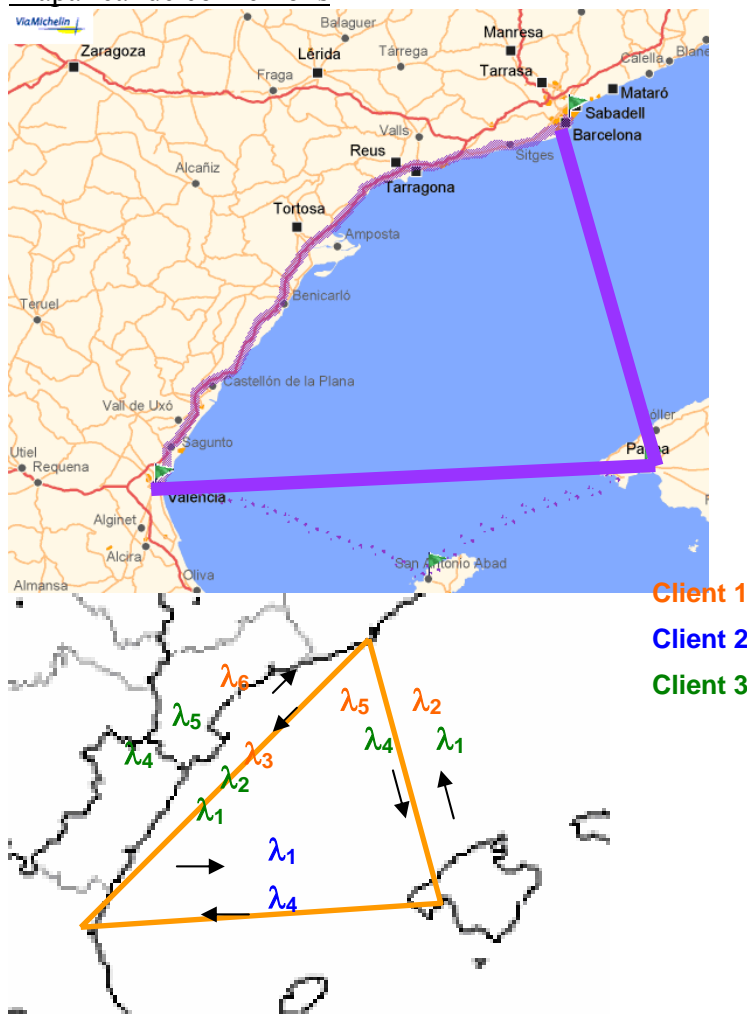 ViaMichelin
Balaguer
Manresa
Zaragoza
Lérida
Tárrega
Calella
Blane
Fraga
Tarrasa
Mataró
Sabadell
Barcelona
Valls
Reus
Sitges
Alcañiz
Tarragona
Tortosa
Amposta
Teruel
Benicarló
Castellón de la Plana
Vall de Uxó
óller
Utiel
Sagunto
Palma
Requena
Valencia
Alginet
Alcira
San Antonio Abad
Almansa
Oliva
Client 1
Client 2
Client 3
λ6
λ5
λ2
λ5
λ4
λ3
λ4
λ1
λ2
λ1
λ1
λ4